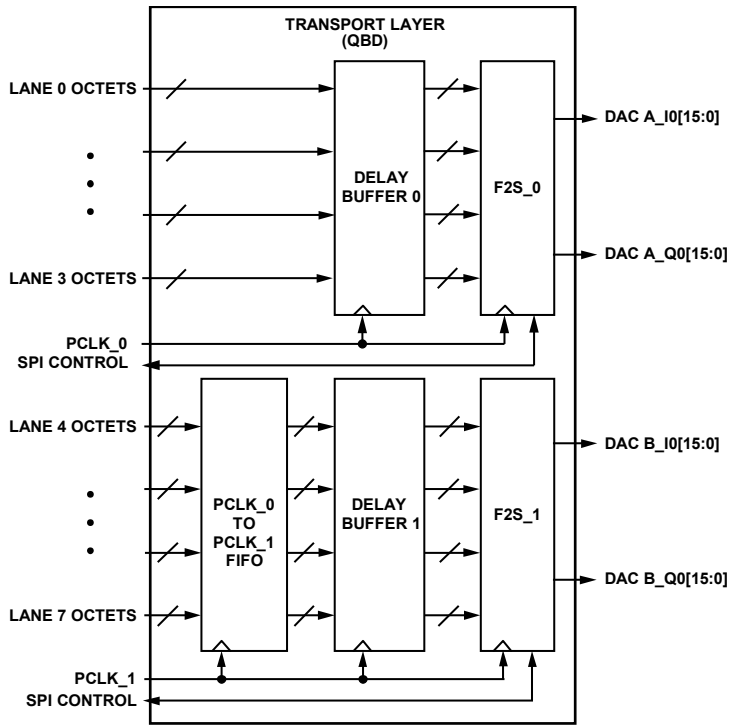 TRANSPORT LAYER
(QBD)
LANE 0 OCTETS
LANE 3 OCTETS
DELAY
BUFFER 0
F2S_0
DAC A_I0[15:0]
DAC A_Q0[15:0]
PCLK_0
SPI CONTROL
LANE 4 OCTETS
LANE 7 OCTETS
PCLK_0
TO
PCLK_1
FIFO
DELAY
BUFFER 1
F2S_1
DAC B_I0[15:0]
DAC B_Q0[15:0]
PCLK_1
SPI CONTROL